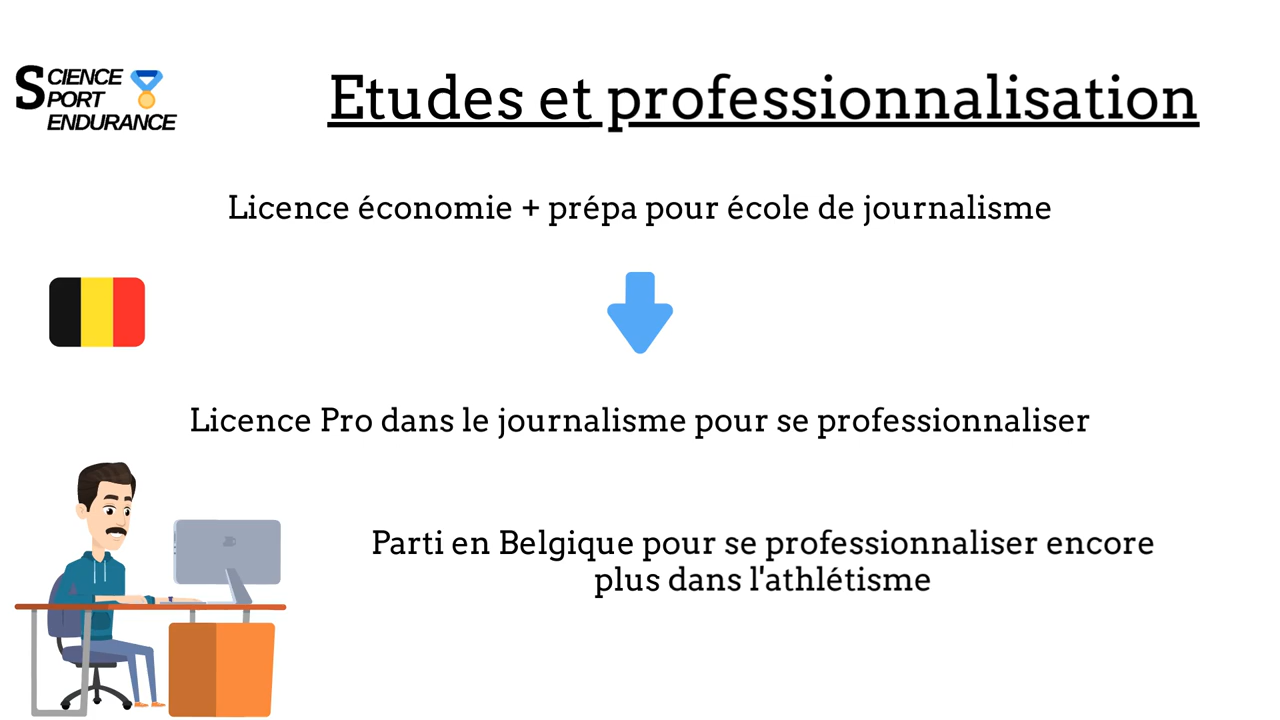 SCIENCE
SPORT
ENDURANCE
Etudes et professionnalisation
Licence économie + prépa pour école de journalisme
Licence Pro dans le journalisme pour se professionnaliser
Parti en Belgique pour se professionnaliser encore
plus dans l'athlétisme